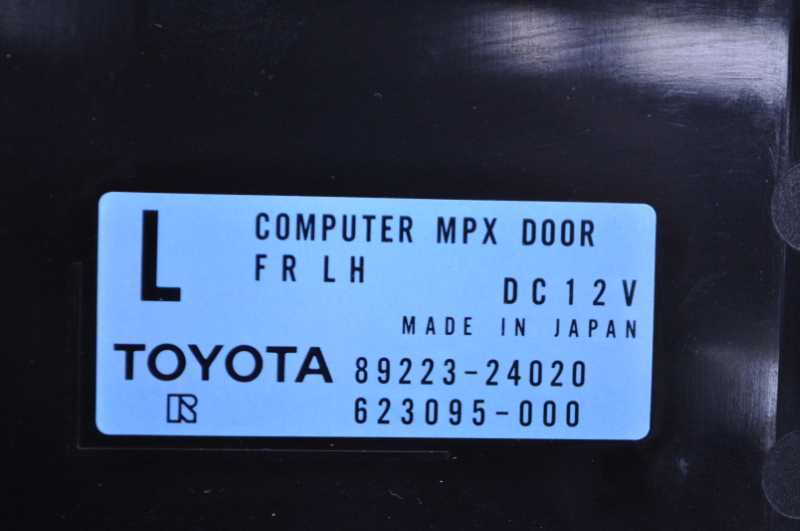 L
COMPUTER MPX DOOR
FR LH
DC12V
MADE IN JAPAN
TOYOTA 89223-24020
R 623095-000